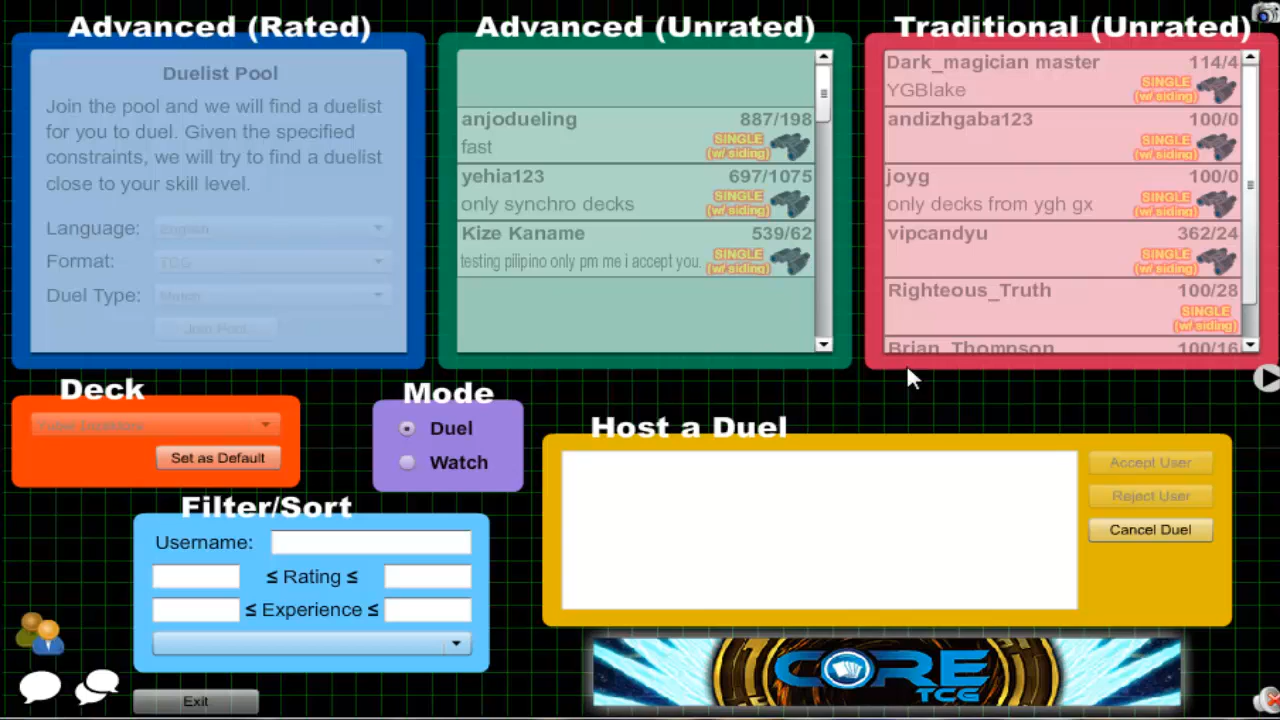 Advanced (Rated)
Duelist Pool
Join the pool and we will find a duelist
for you to duel. Given the specified
constraints, we will try to find a duelist
close to your skill level.
Language: English
Format: TCG
Duel Type: Match
Join Pool
Advanced (Unrated)
anjodueling 887/198
fast SINGLE (w/ siding)
yehia123 697/1075
only synchro decks SINGLE (w/ siding)
Kize Kaname 539/62
testing pilipino only pm me i accept you. SINGLE (w/ siding)
Traditional (Unrated)
Dark_magician master 114/4
YGBlake SINGLE (w/ siding)
andizhgaba123 100/0
SINGLE (w/ siding)
joyg 100/0
only decks from ygh gx SINGLE (w/ siding)
vipcandyu 362/24
SINGLE (w/ siding)
Righteous_Truth 100/28
SINGLE (w/ siding)
Brian_Thompson 100/16
Deck
Set as Default
Mode
Duel
Watch
Host a Duel
Accept User
Reject User
Cancel Duel
Filter/Sort
Username:
≤ Rating ≤
≤ Experience ≤
Exit
CORE
TCG